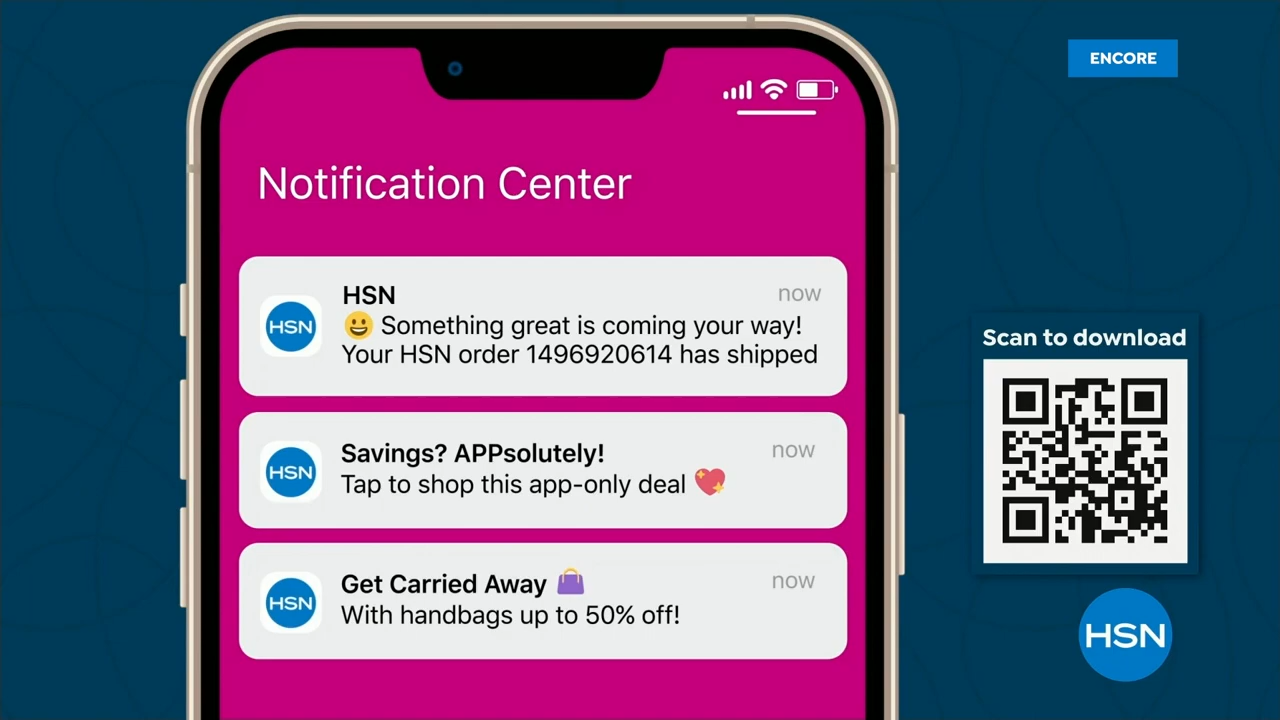 ENCORE
Notification Center
HSN
now
😀 Something great is coming your way!
Your HSN order 1496920614 has shipped
HSN
Savings? APPsolutely!
now
Tap to shop this app-only deal 💖
HSN
Get Carried Away 👜
now
With handbags up to 50% off!
HSN
Scan to download
HSN